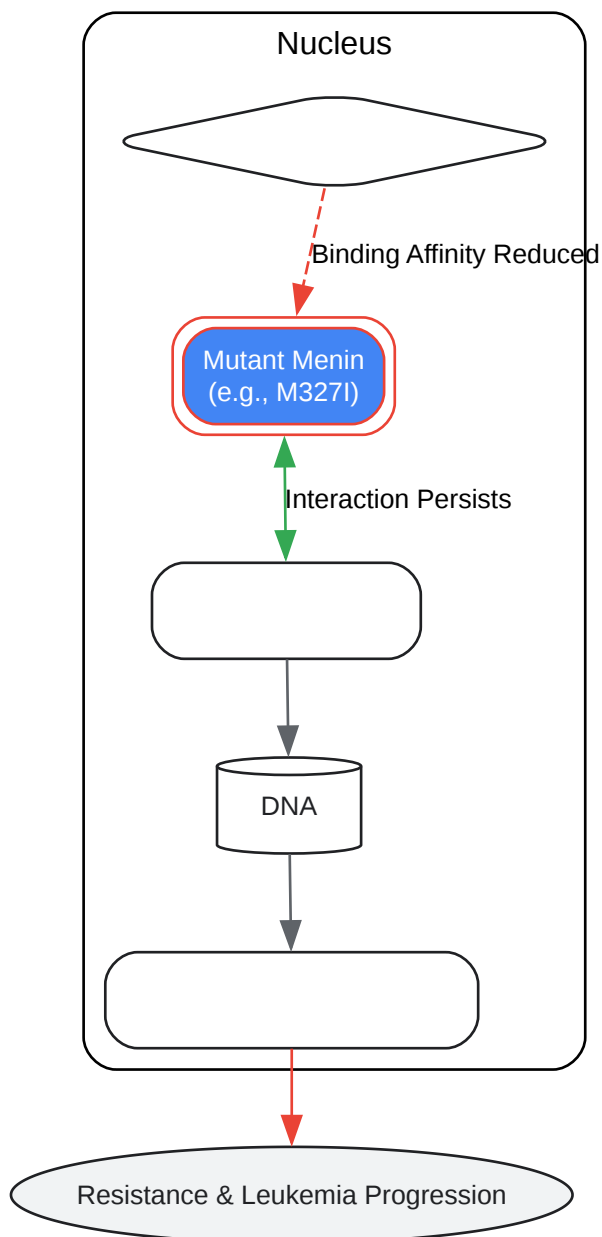 Nucleus
Binding Affinity Reduced
Mutant Menin
(e.g., M327I)
Interaction Persists
DNA
Resistance & Leukemia Progression